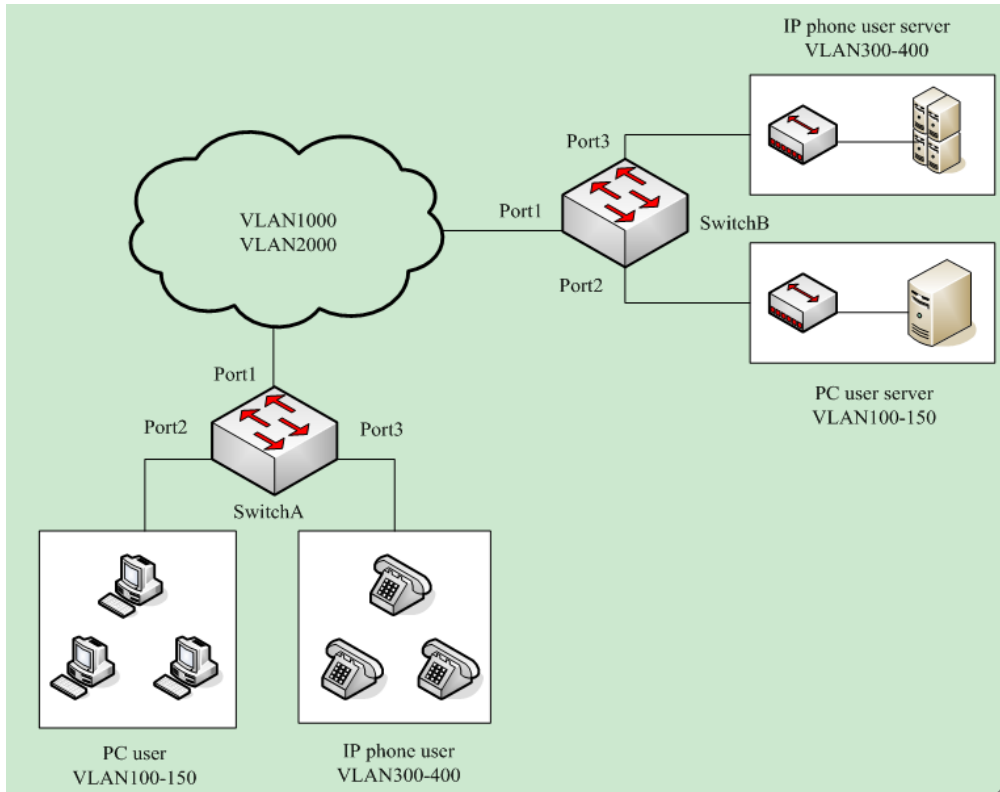 IP phone user server
VLAN300-400
Port3
Port1
SwitchB
Port2
VLAN1000
VLAN2000
PC user server
VLAN100-150
Port1
Port2
Port3
SwitchA
PC user
VLAN100-150
IP phone user
VLAN300-400